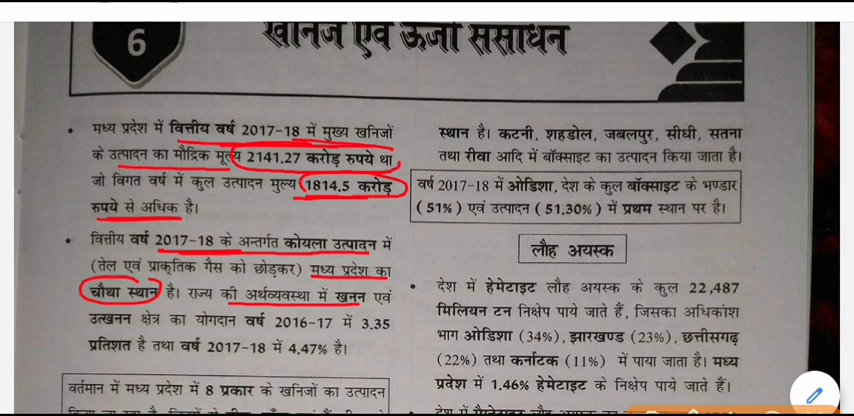 6
खनिज एवं ऊर्जा संसाधन
• मध्य प्रदेश में वित्तीय वर्ष 2017-18 में मुख्य खनिजों
के उत्पादन का मौद्रिक मूल्य 2141.27 करोड़ रुपये था
जो विगत वर्ष में कुल उत्पादन मूल्य 1814.5 करोड़
रुपये से अधिक है।
• वित्तीय वर्ष 2017-18 के अन्तर्गत कोयला उत्पादन में
(तेल एवं प्राकृतिक गैस को छोड़कर) मध्य प्रदेश का
चौथा स्थान है। राज्य की अर्थव्यवस्था में खनन एवं
उत्खनन क्षेत्र का योगदान वर्ष 2016-17 में 3.35
प्रतिशत है तथा वर्ष 2017-18 में 4.47% है।
वर्तमान में मध्य प्रदेश में 8 प्रकार के खनिजों का उत्पादन
स्थान है। कटनी, शहडोल, जबलपुर, सीधी, सतना
तथा रीवा आदि में बॉक्साइट का उत्पादन किया जाता है।
वर्ष 2017-18 में ओडिशा, देश के कुल बॉक्साइट के भण्डार
(51%) एवं उत्पादन (51.30%) में प्रथम स्थान पर है।
लौह अयस्क
• देश में हेमेटाइट लौह अयस्क के कुल 22,487
मिलियन टन निक्षेप पाये जाते हैं, जिसका अधिकांश
भाग ओडिशा (34%), झारखण्ड (23%), छत्तीसगढ़
(22%) तथा कर्नाटक (11%) में पाया जाता है। मध्य
प्रदेश में 1.46% हेमेटाइट के निक्षेप पाये जाते हैं।